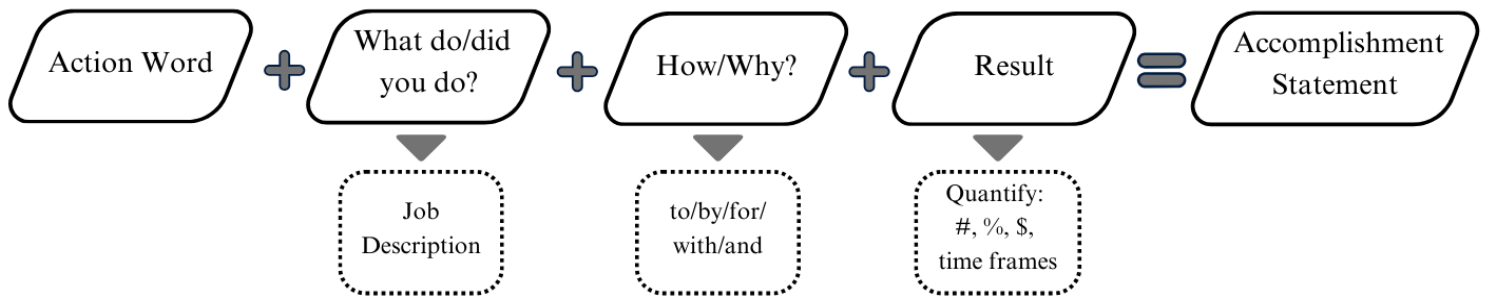 Action Word
What do/did
you do?
How/Why?
Result
Accomplishment
Statement
Job
Description
to/by/for/
with/and
Quantify:
#, %, $,
time frames